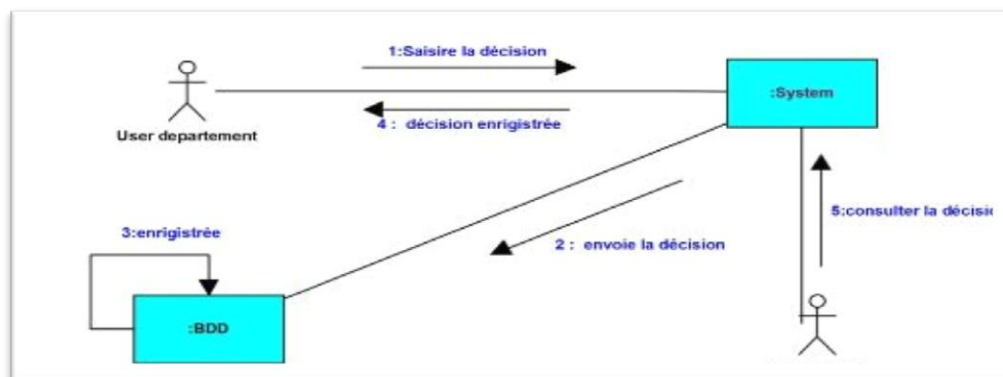 1:Saisire la décision
:System
4 : décision enrigistrée
User departement
5:consulter la décisi
3:enrigistrée
2 : envoie la décision
:BDD